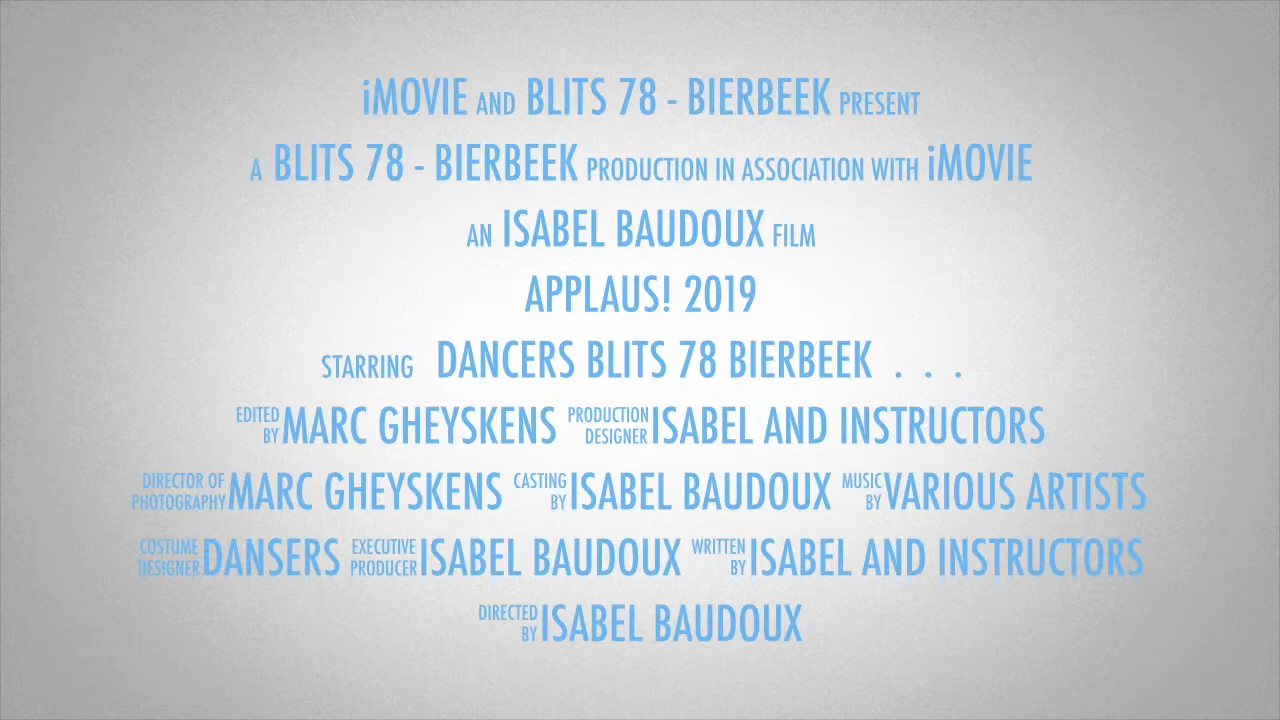 iMOVIE AND BLITS 78 - BIERBEEK PRESENT
A BLITS 78 - BIERBEEK PRODUCTION IN ASSOCIATION WITH iMOVIE
AN ISABEL BAUDOUX FILM
APPLAUS! 2019
STARRING DANCERS BLITS 78 BIERBEEK . . .
EDITED BY MARC GHEYSKENS PRODUCTION DESIGNER ISABEL AND INSTRUCTORS
DIRECTOR OF PHOTOGRAPHY MARC GHEYSKENS CASTING BY ISABEL BAUDOUX MUSIC BY VARIOUS ARTISTS
COSTUME DESIGNER DANSERS EXECUTIVE PRODUCER ISABEL BAUDOUX WRITTEN BY ISABEL AND INSTRUCTORS
DIRECTED BY ISABEL BAUDOUX